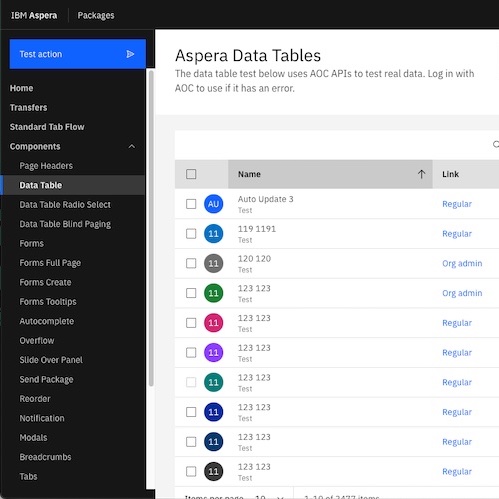 IBM Aspera Packages
Test action
Home
Transfers
Standard Tab Flow
Components
Page Headers
Data Table
Data Table Radio Select
Data Table Blind Paging
Forms
Forms Full Page
Forms Create
Forms Tooltips
Autocomplete
Overflow
Slide Over Panel
Send Package
Reorder
Notification
Modals
Breadcrumbs
Tabs
Aspera Data Tables
The data table test below uses AOC APIs to test real data. Log in with
AOC to use if it has an error.
Name Link
AU Auto Update 3 Regular
Test
11 119 1191 Regular
Test
11 120 120 Org admin
Test
11 123 123 Org admin
Test
11 123 123 Regular
Test
11 123 123 Regular
Test
11 123 123 Regular
Test
11 123 123 Regular
Test
11 123 123 Regular
Test
11 123 123 Regular
Test
Items per page 10 1–10 of 2477 items